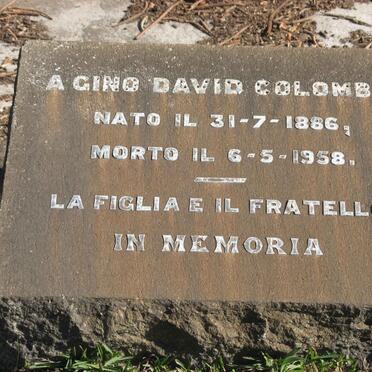 A GINO DAVID COLOMB
NATO IL 31-7-1886;
MORTO IL 6-5-1958.
LA FIGLIA E IL FRATELL
IN MEMORIA